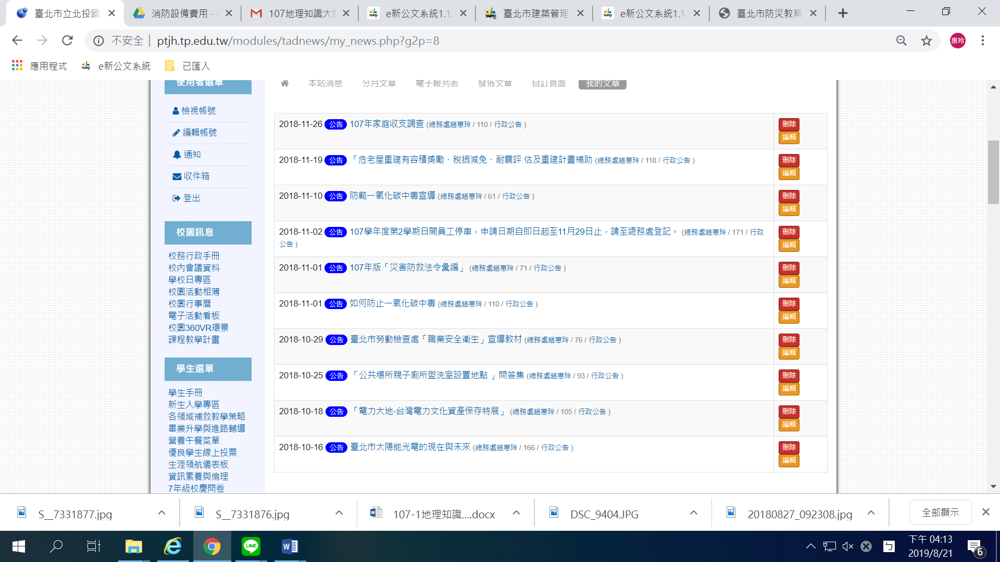 臺北市立北投國
消防設備費用 - 
107地理知識大
e新公文系統1.1
臺北市建築管理
e新公文系統1.1
臺北市防災教育
不安全 | ptjh.tp.edu.tw/modules/tadnews/my_news.php?g2p=8
惠玲
應用程式 e新公文系統 已匯入
使用者選單
本站消息 分月文章 電子報列表 發佈文章 自訂頁面 我的文章
檢視帳號
編輯帳號
通知
收件箱
登出
校園訊息
校務行政手冊
校內會議資料
學校日專區
校園活動相簿
校園行事曆
電子活動看板
校園360VR環景
課程教學計畫
學生選單
學生手冊
新生入學專區
各領域補救教學策略
畢業升學與進路輔導
營養午餐菜單
優良學生線上投票
生涯領航儀表板
資訊素養與倫理
7年級校慶問卷
2018-11-26 公告 107年家庭收支調查 (總務處趙惠玲 / 110 / 行政公告 )
刪除
編輯
2018-11-19 公告 「危老屋重建有容積獎勵、稅捐減免、耐震評 估及重建計畫補助 (總務處趙惠玲 / 118 / 行政公告 )
刪除
編輯
2018-11-10 公告 防範一氧化碳中毒宣導 (總務處趙惠玲 / 61 / 行政公告 )
刪除
編輯
2018-11-02 公告 107學年度第2學期日間員工停車，申請日期自即日起至11月29日止，請至總務處登記。 (總務處趙惠玲 / 171 / 行政
公告 )
刪除
編輯
2018-11-01 公告 107年版「災害防救法令彙編」 (總務處趙惠玲 / 71 / 行政公告 )
刪除
編輯
2018-11-01 公告 如何防止一氧化碳中毒 (總務處趙惠玲 / 110 / 行政公告 )
刪除
編輯
2018-10-29 公告 臺北市勞動檢查處「職業安全衛生」宣導教材 (總務處趙惠玲 / 76 / 行政公告 )
刪除
編輯
2018-10-25 公告 「公共場所親子廁所盥洗室設置地點 」問答集 (總務處趙惠玲 / 93 / 行政公告 )
刪除
編輯
2018-10-18 公告 「電力大地-台灣電力文化資產保存特展」 (總務處趙惠玲 / 105 / 行政公告 )
刪除
編輯
2018-10-16 公告 臺北市太陽能光電的現在與未來 (總務處趙惠玲 / 166 / 行政公告 )
刪除
編輯
S__7331877.jpg
S__7331876.jpg
107-1地理知識....docx
DSC_9404.JPG
20180827_092308.jpg
全部顯示
LINE
ㄅ
下午 04:13
2019/8/21
6